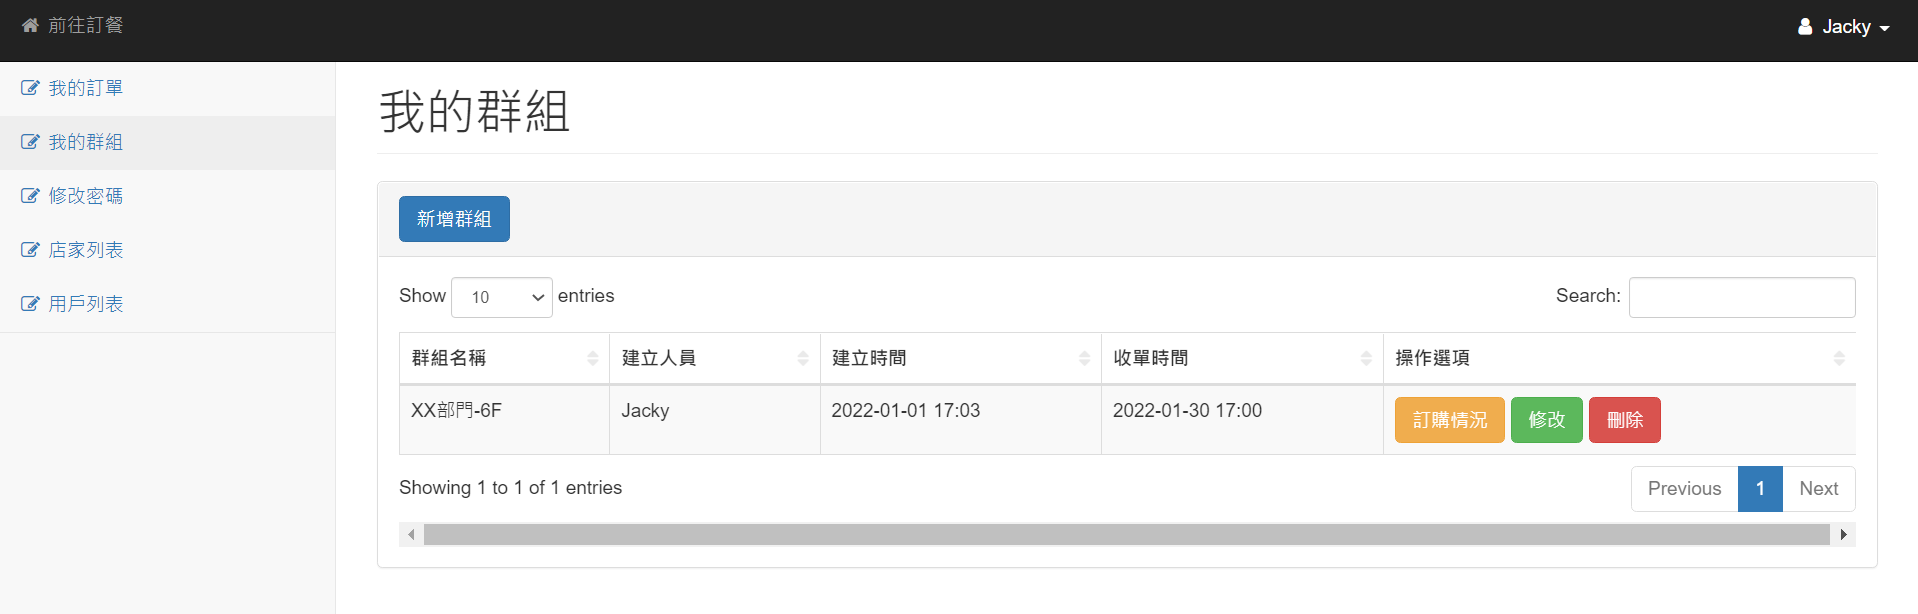 前往訂餐
Jacky
我的訂單
我的群組
修改密碼
店家列表
用戶列表
我的群組
新增群組
Show 10 entries
Search:
群組名稱 建立人員 建立時間 收單時間 操作選項
XX部門-6F Jacky 2022-01-01 17:03 2022-01-30 17:00 訂購情況 修改 刪除
Showing 1 to 1 of 1 entries
Previous 1 Next